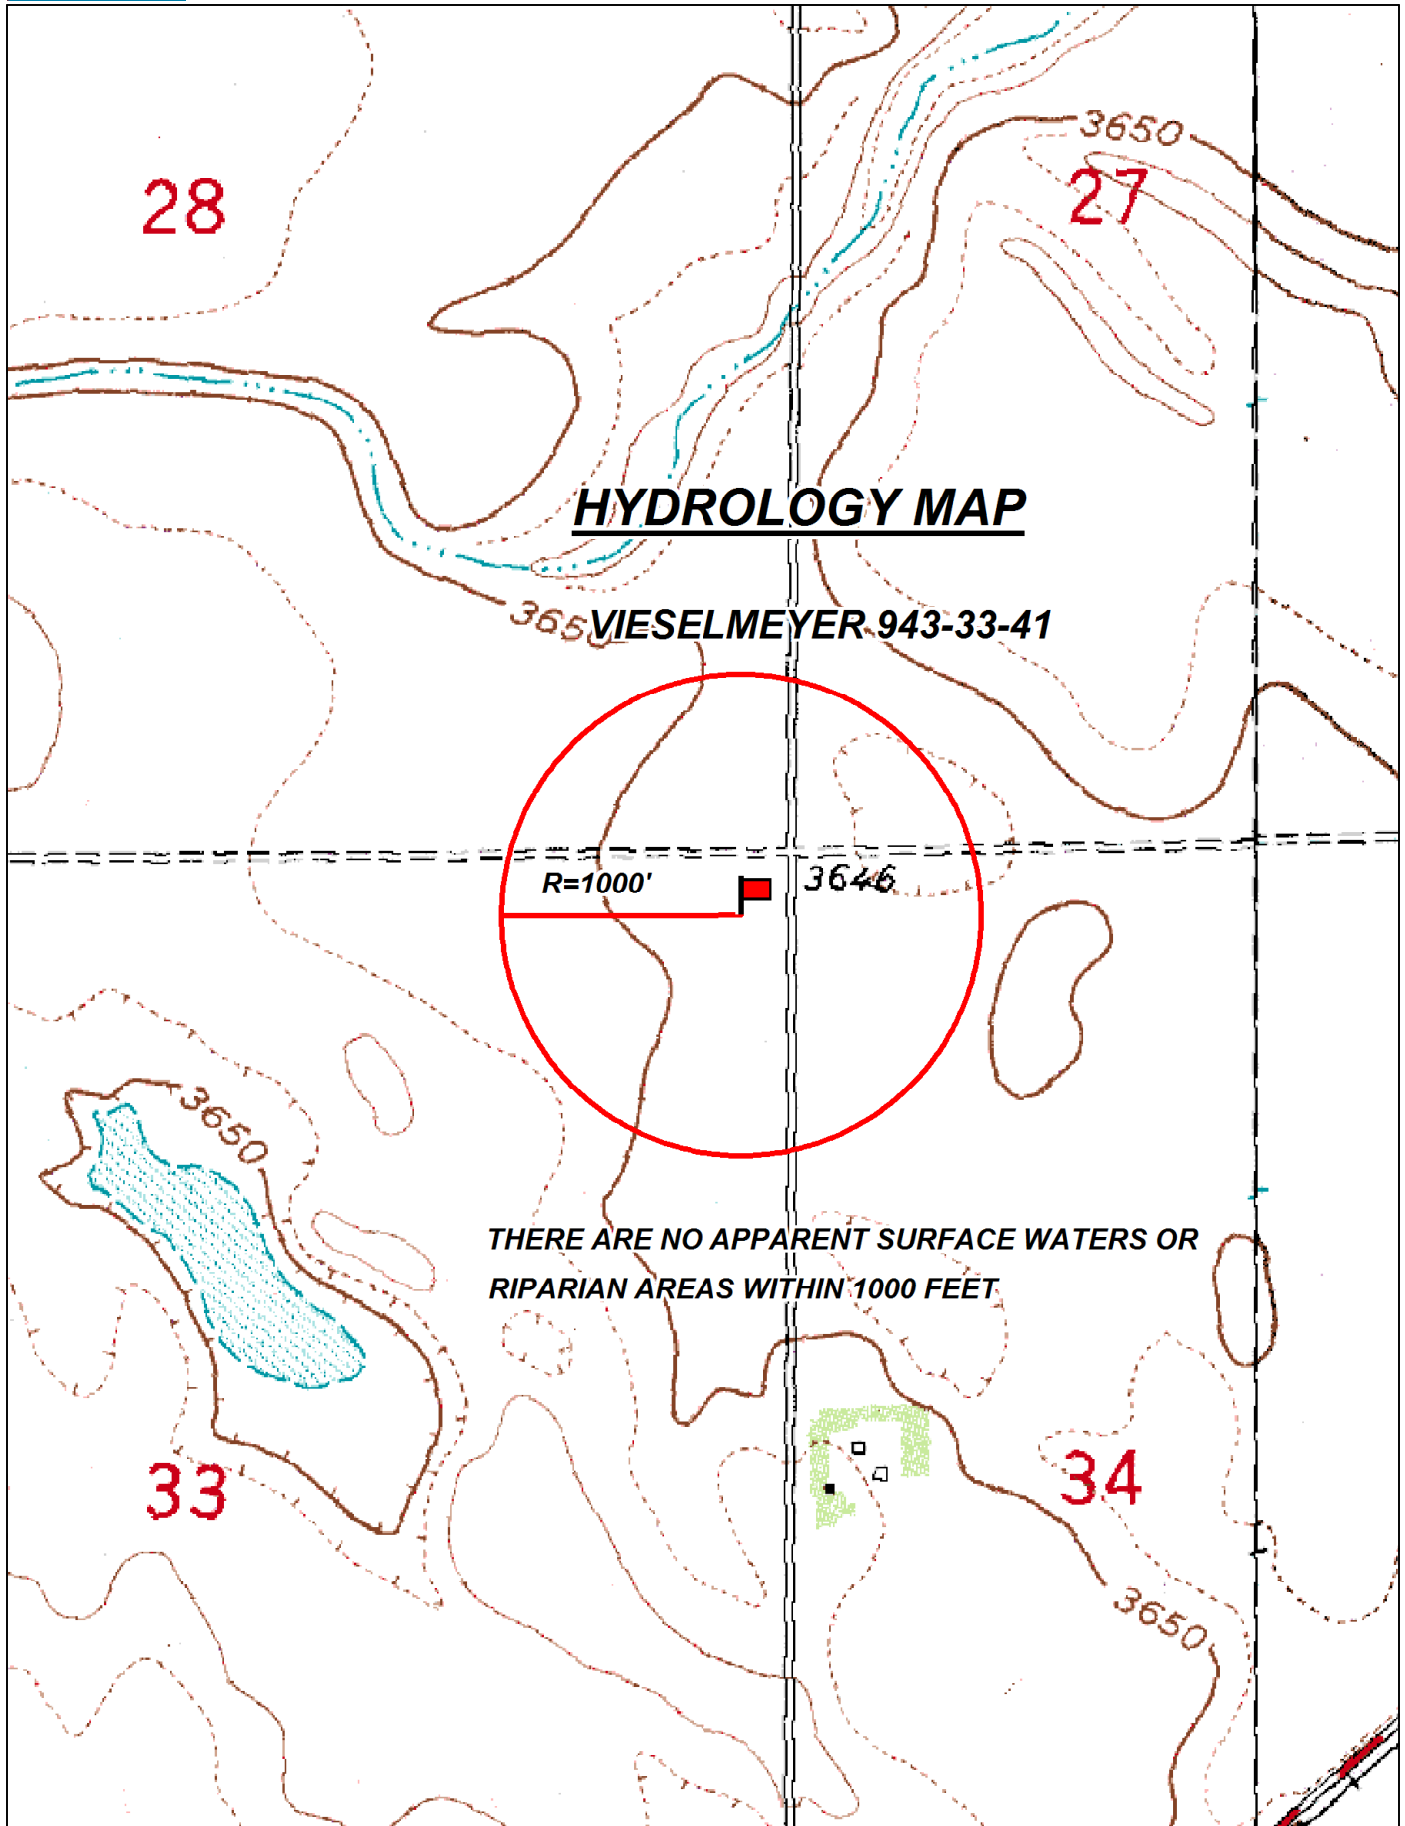 3650
28
27
HYDROLOGY MAP
3650
VIESELMEYER 943-33-41
R=1000'
3646
3650
THERE ARE NO APPARENT SURFACE WATERS OR
RIPARIAN AREAS WITHIN 1000 FEET
33
34
3650